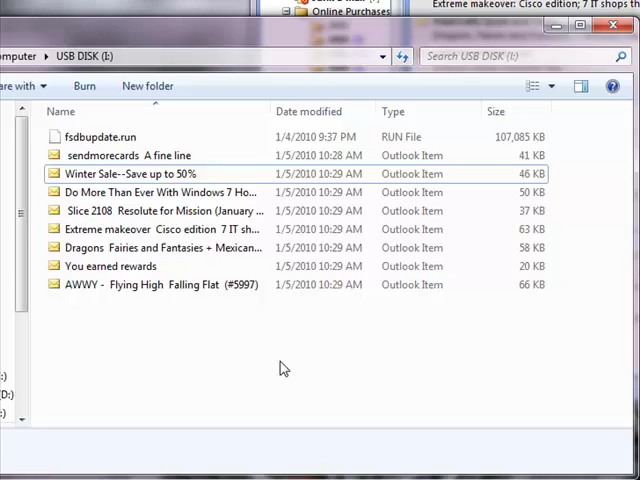 Online Purchases
Extreme makeover: Cisco edition; 7 IT shops th
omputer ▸ USB DISK (I:)
Search USB DISK (I:)
are with
Burn
New folder
Name Date modified Type Size
fsdbupdate.run 1/4/2010 9:37 PM RUN File 107,085 KB
sendmorecards A fine line 1/5/2010 10:28 AM Outlook Item 41 KB
Winter Sale--Save up to 50% 1/5/2010 10:29 AM Outlook Item 46 KB
Do More Than Ever With Windows 7 Ho... 1/5/2010 10:29 AM Outlook Item 50 KB
Slice 2108 Resolute for Mission (January ... 1/5/2010 10:29 AM Outlook Item 37 KB
Extreme makeover Cisco edition 7 IT sh... 1/5/2010 10:29 AM Outlook Item 63 KB
Dragons Fairies and Fantasies + Mexican... 1/5/2010 10:29 AM Outlook Item 58 KB
You earned rewards 1/5/2010 10:29 AM Outlook Item 20 KB
AWWY - Flying High Falling Flat (#5997) 1/5/2010 10:29 AM Outlook Item 66 KB
:)
(D:)
:)